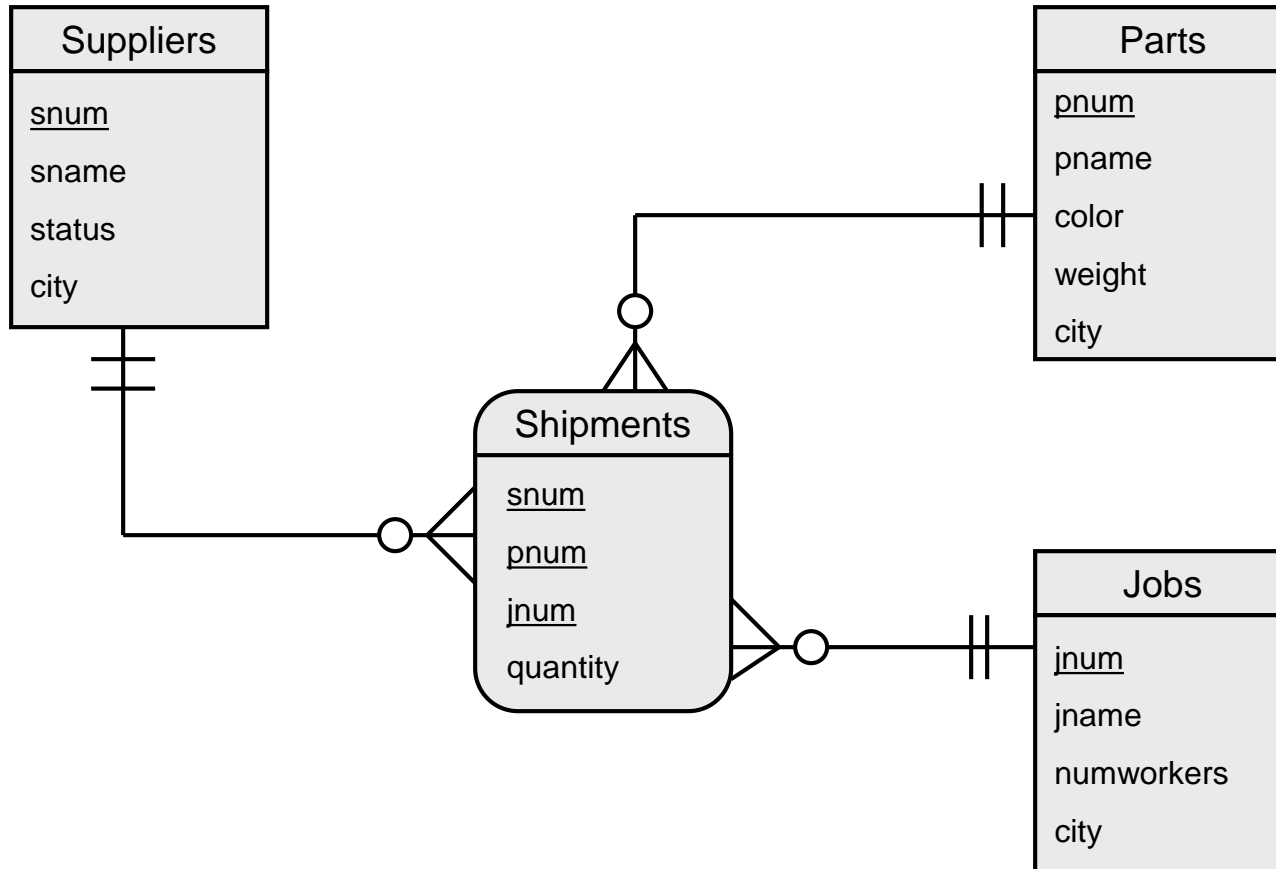 Suppliers
snum
sname
status
city
Parts
pnum
pname
color
weight
city
Shipments
snum
pnum
jnum
quantity
Jobs
jnum
jname
numworkers
city